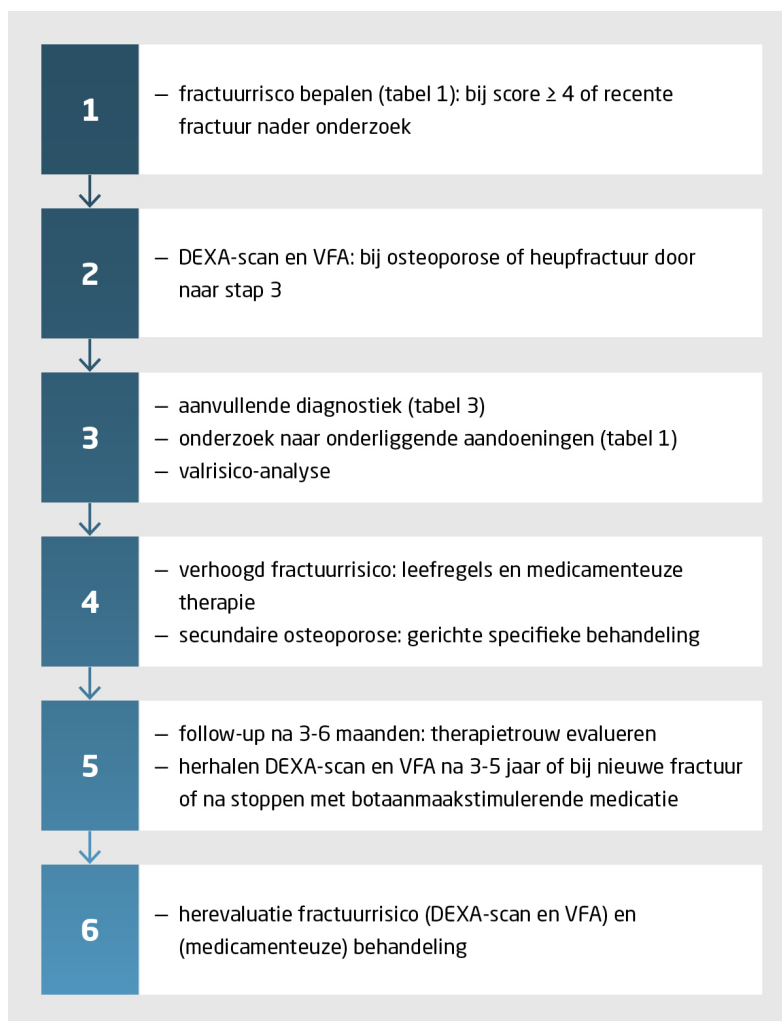 1
– fractuurrisico bepalen (tabel 1): bij score ≥ 4 of recente
fractuur nader onderzoek
2
– DEXA-scan en VFA: bij osteoporose of heupfractuur door
naar stap 3
3
– aanvullende diagnostiek (tabel 3)
– onderzoek naar onderliggende aandoeningen (tabel 1)
– valrisico-analyse
4
– verhoogd fractuurrisico: leefregels en medicamenteuze
therapie
– secundaire osteoporose: gerichte specifieke behandeling
5
– follow-up na 3-6 maanden: therapietrouw evalueren
– herhalen DEXA-scan en VFA na 3-5 jaar of bij nieuwe fractuur
of na stoppen met botaanmaakstimulerende medicatie
6
– herevaluatie fractuurrisico (DEXA-scan en VFA) en
(medicamenteuze) behandeling